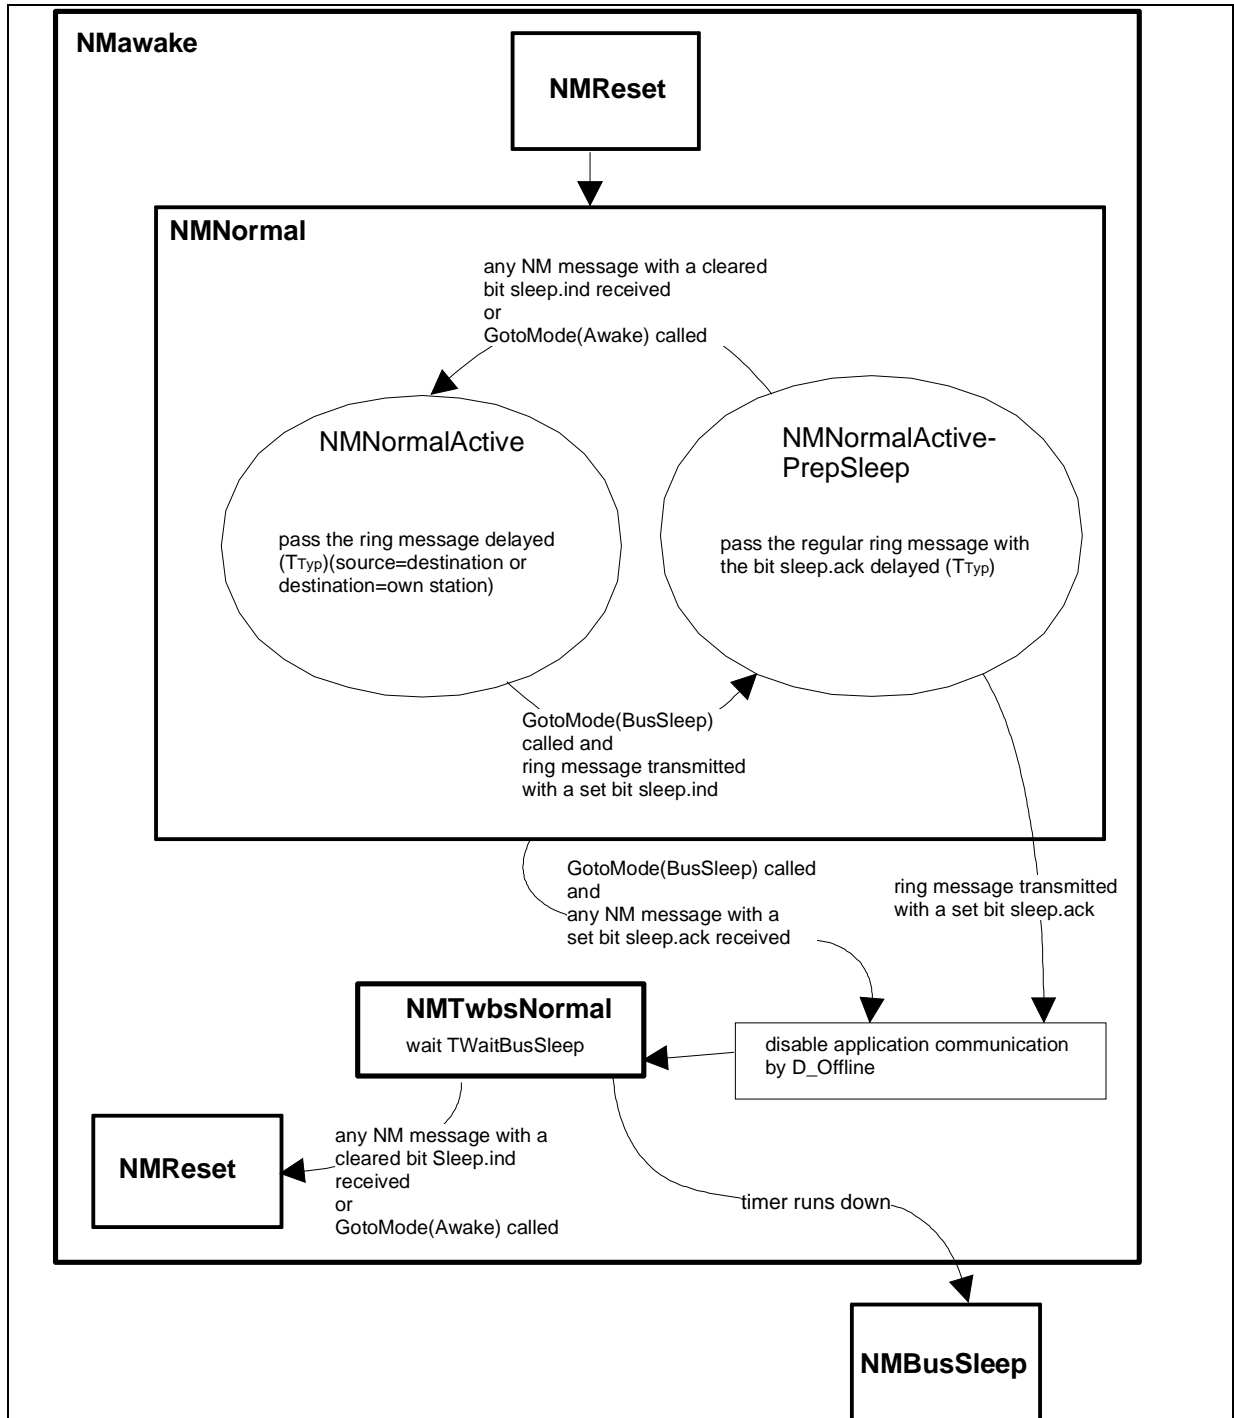 NMawake
NMReset
NMNormal
any NM message with a cleared
bit sleep.ind received
or
GotoMode(Awake) called
NMNormalActive
pass the ring message delayed
(TTyp)(source=destination or
destination=own station)
NMNormalActive-
PrepSleep
pass the regular ring message with
the bit sleep.ack delayed (TTyp)
GotoMode(BusSleep)
called and
ring message transmitted
with a set bit sleep.ind
GotoMode(BusSleep) called
and
any NM message with a
set bit sleep.ack received
ring message transmitted
with a set bit sleep.ack
NMTwbsNormal
wait TWaitBusSleep
disable application communication
by D_Offline
NMReset
any NM message with a
cleared bit Sleep.ind
received
or
GotoMode(Awake) called
timer runs down
NMBusSleep